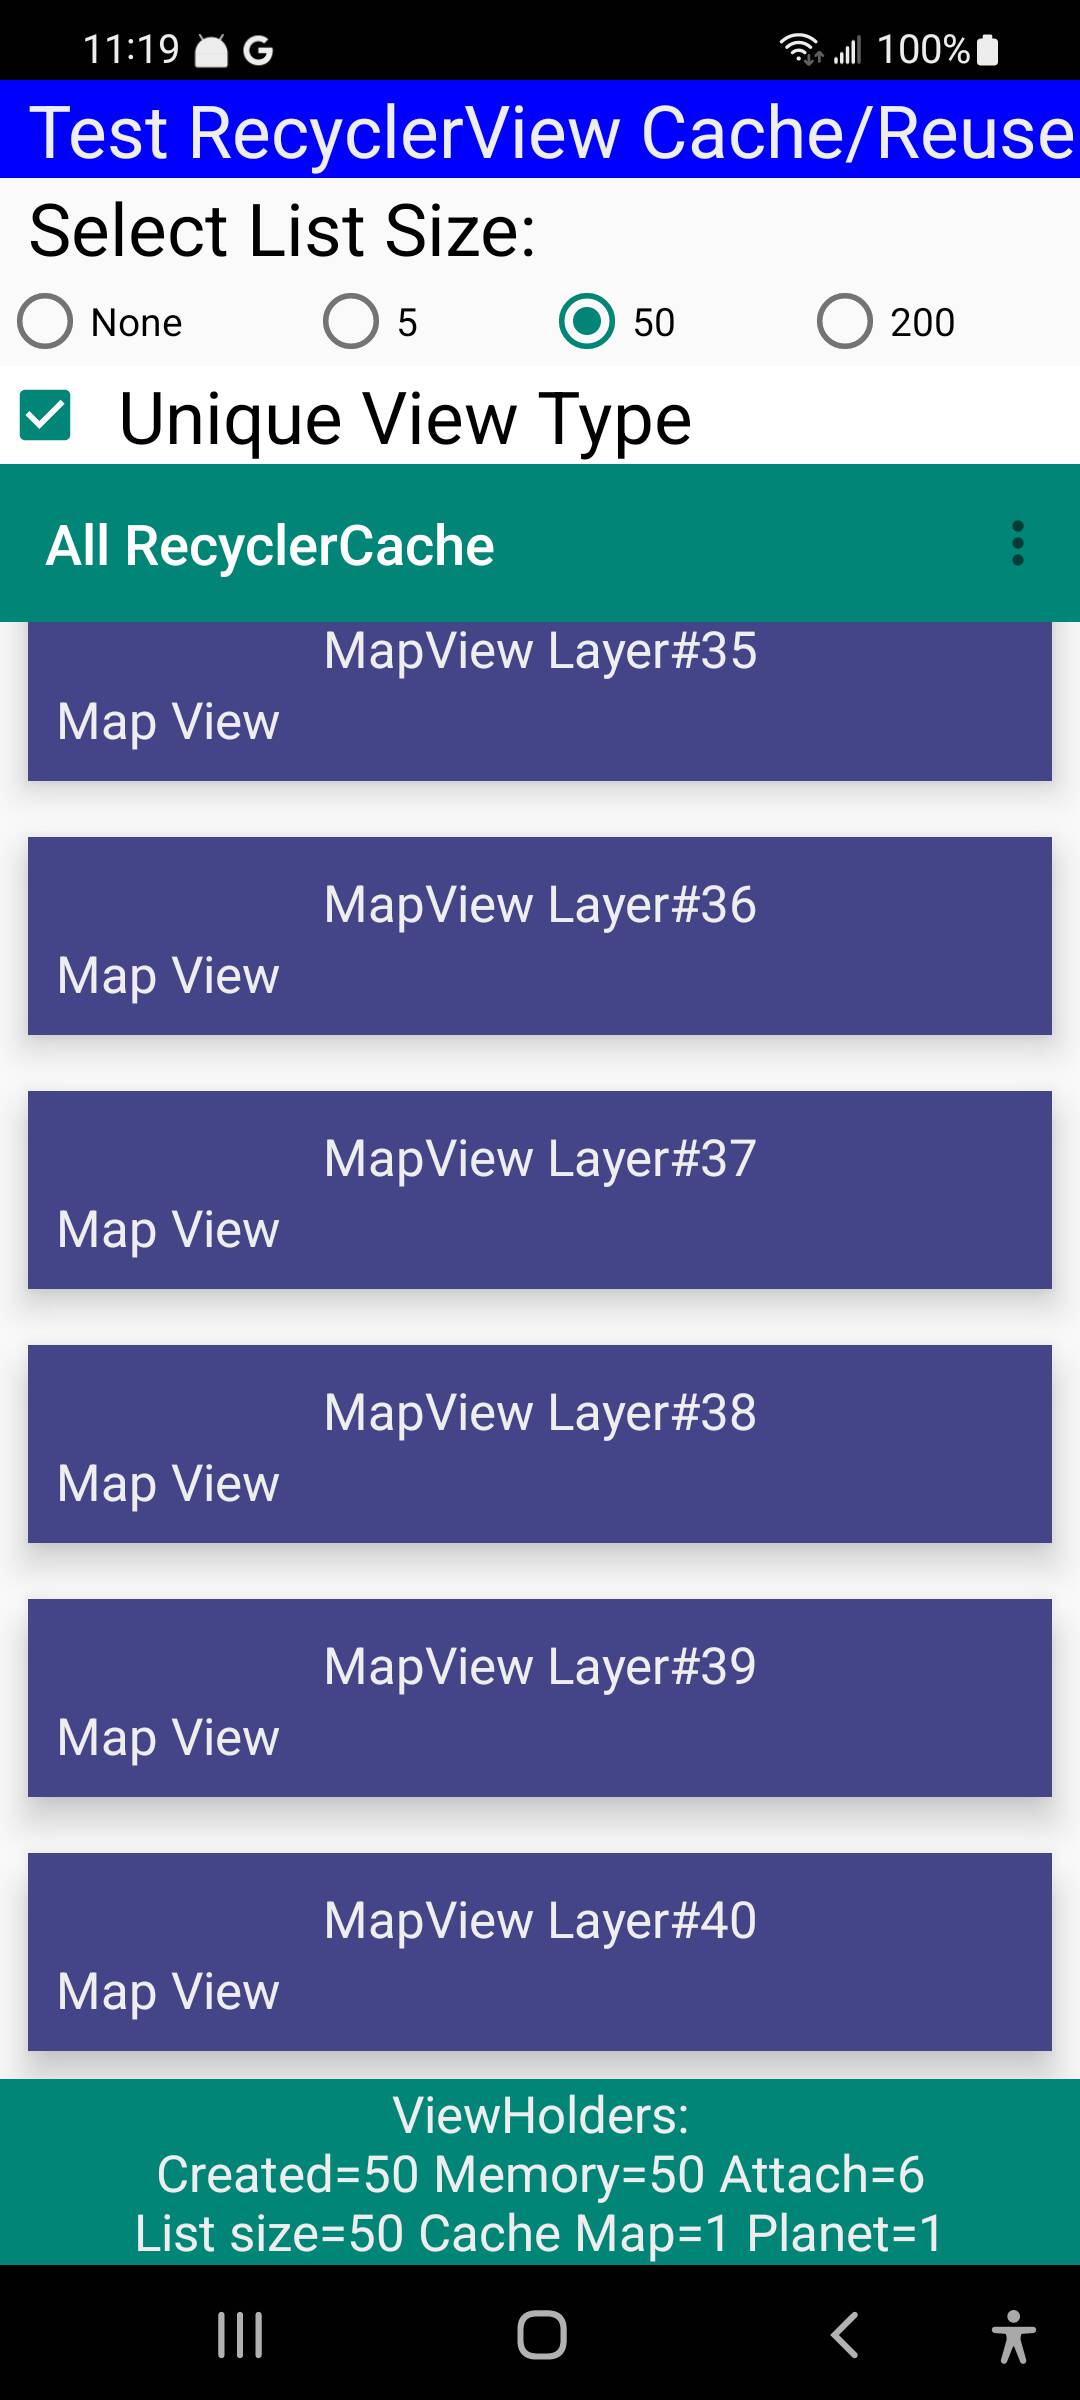 11:19 G 100%
Test RecyclerView Cache/Reuse
Select List Size:
None 5 50 200
Unique View Type
All RecyclerCache
MapView Layer#35
Map View
MapView Layer#36
Map View
MapView Layer#37
Map View
MapView Layer#38
Map View
MapView Layer#39
Map View
MapView Layer#40
Map View
ViewHolders:
Created=50 Memory=50 Attach=6
List size=50 Cache Map=1 Planet=1